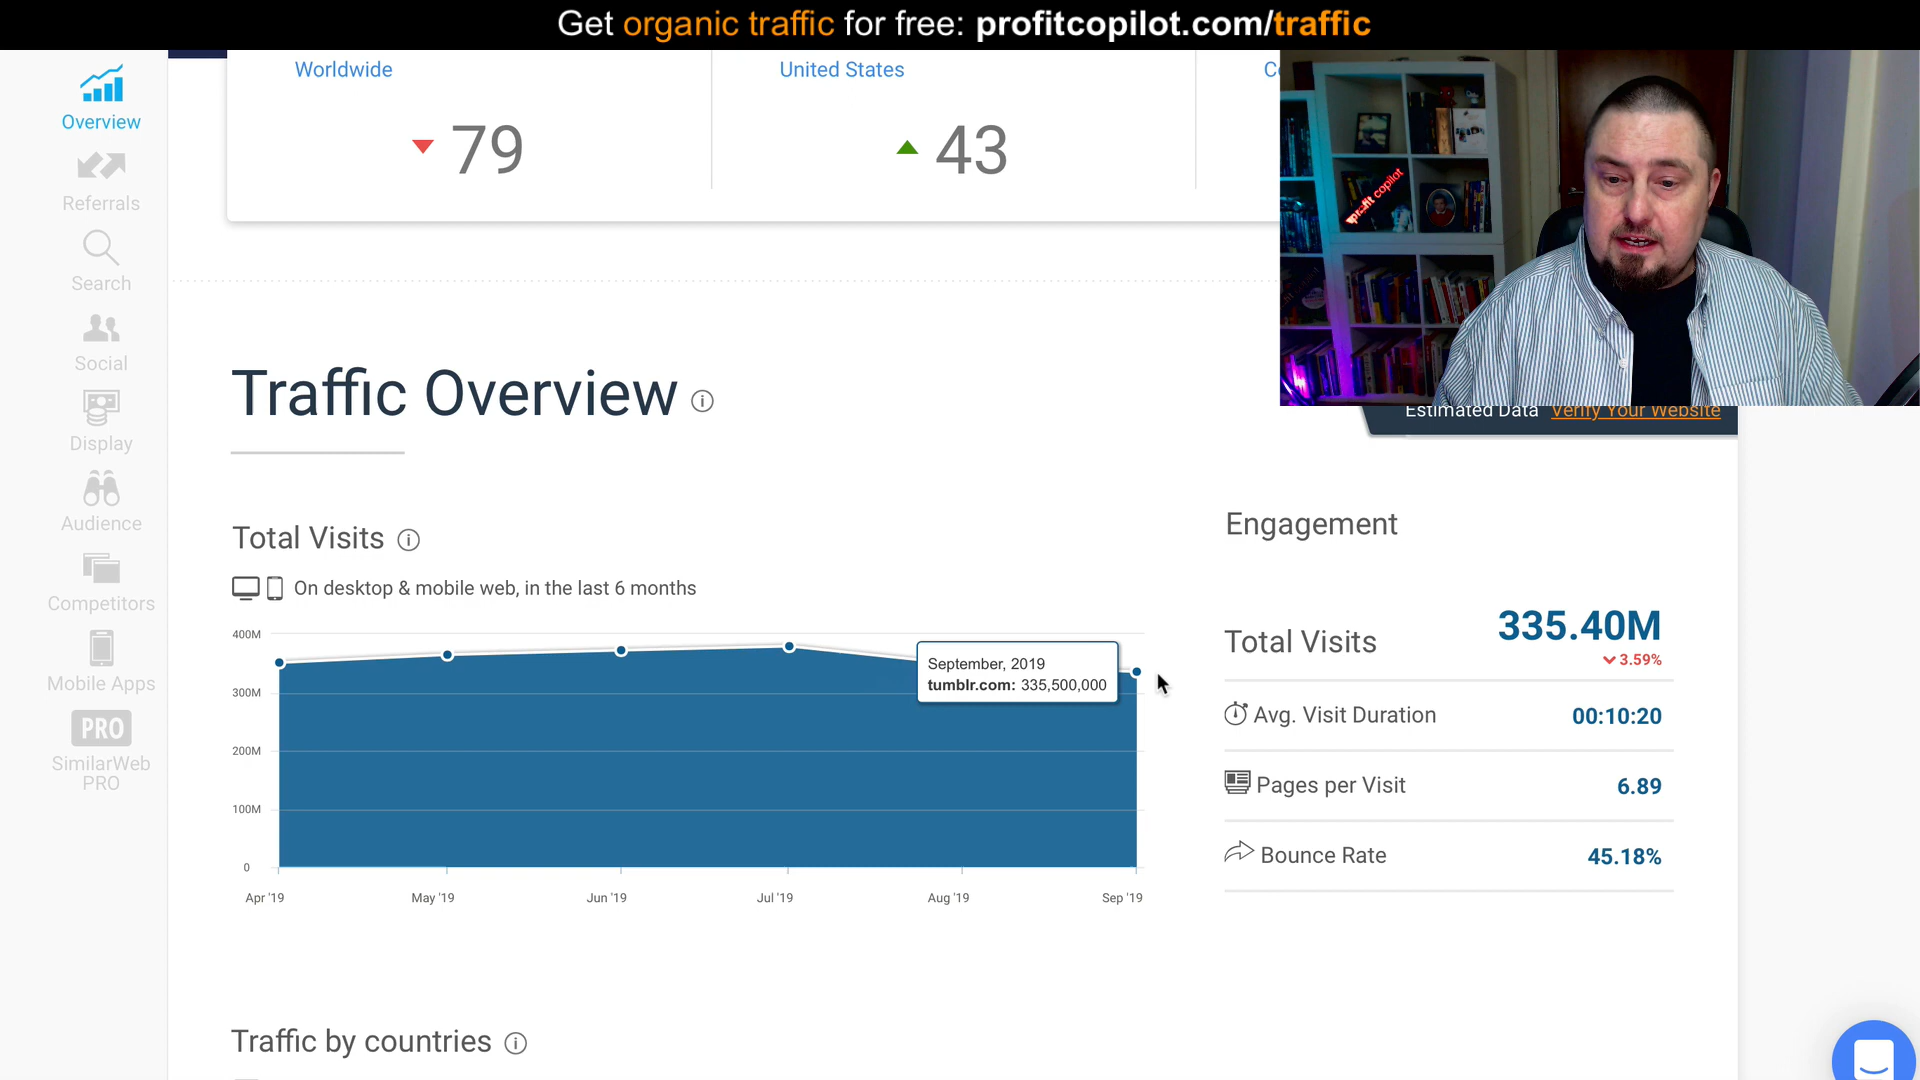 Get organic traffic for free: profitcopilot.com/traffic
Worldwide
United States
79
43
profit copilot
Overview
Referrals
Search
Social
Display
Audience
Competitors
Mobile Apps
PRO
SimilarWeb
PRO
Traffic Overview
Estimated Data Verify Your Website
Total Visits
On desktop & mobile web, in the last 6 months
400M
300M
200M
100M
0
September, 2019
tumblr.com: 335,500,000
Apr '19
May '19
Jun '19
Jul '19
Aug '19
Sep '19
Engagement
Total Visits
335.40M
3.59%
Avg. Visit Duration
00:10:20
Pages per Visit
6.89
Bounce Rate
45.18%
Traffic by countries